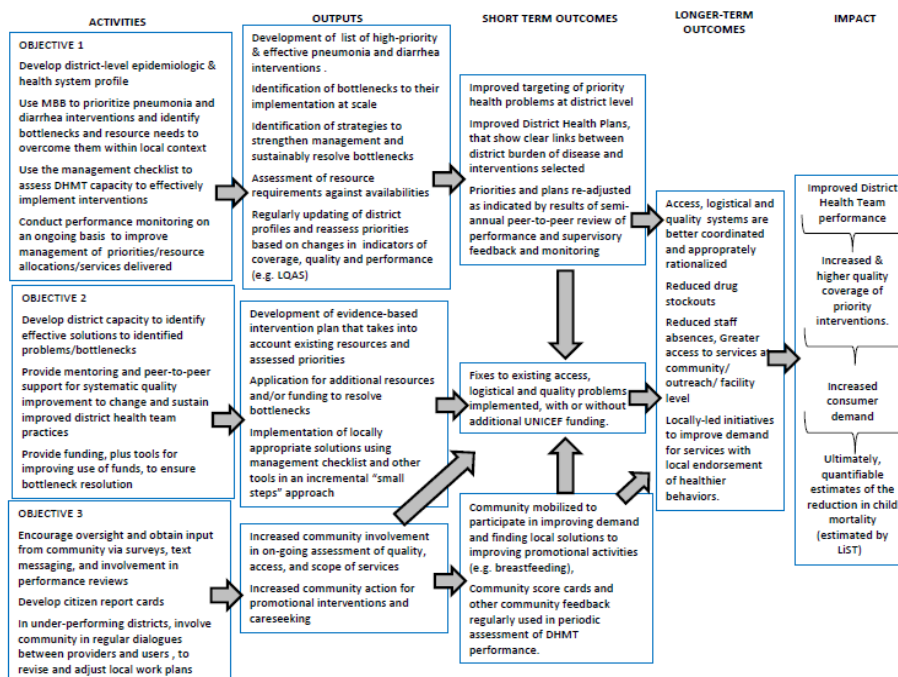 ACTIVITIES
OBJECTIVE 1
Develop district-level epidemiologic &
health system profile
Use MBB to prioritize pneumonia and
diarrhea interventions and identify
bottlenecks and resource needs to
overcome them within local context
Use the management checklist to
assess DHMT capacity to effectively
implement interventions
Conduct performance monitoring on
an ongoing basis to improve
management of priorities/resource
allocations/services delivered
OBJECTIVE 2
Develop district capacity to identify
effective solutions to identified
problems/bottlenecks
Provide mentoring and peer-to-peer
support for systematic quality
improvement to change and sustain
improved district health team
practices
Provide funding, plus tools for
improving use of funds, to ensure
bottleneck resolution
OBJECTIVE 3
Encourage oversight and obtain input
from community via surveys, text
messaging, and involvement in
performance reviews
Develop citizen report cards
In under-performing districts, involve
community in regular dialogues
between providers and users , to
revise and adjust local work plans
OUTPUTS
Development of list of high-priority
& effective pneumonia and diarrhea
interventions .
Identification of bottlenecks to their
implementation at scale
Identification of strategies to
strengthen management and
sustainably resolve bottlenecks
Assessment of resource
requirements against availabilities
Regularly updating of district
profiles and reassess priorities
based on changes in indicators of
coverage, quality and performance
(e.g. LQAS)
Development of evidence-based
intervention plan that takes into
account existing resources and
assessed priorities
Application for additional resources
and/or funding to resolve
bottlenecks
Implementation of locally
appropriate solutions using
management checklist and other
tools in an incremental “small
steps” approach
Increased community involvement
in on-going assessment of quality,
access, and scope of services
Increased community action for
promotional interventions and
careseeking
SHORT TERM OUTCOMES
Improved targeting of priority
health problems at district level
Improved District Health Plans,
that show clear links between
district burden of disease and
interventions selected
Priorities and plans re-adjusted
as indicated by results of semi-
annual peer-to-peer review of
performance and supervisory
feedback and monitoring
Fixes to existing access,
logistical and quality problems
implemented, with or without
additional UNICEF funding.
Community mobilized to
participate in improving demand
and finding local solutions to
improving promotional activities
(e.g. breastfeeding),
Community score cards and
other community feedback
regularly used in periodic
assessment of DHMT
performance.
LONGER-TERM
OUTCOMES
Access, logistical and
quality systems are
better coordinated
and approprately
rationalized
Reduced drug
stockouts
Reduced staff
absences, Greater
access to services at
community/
outreach/ facility
level
Locally-led initiatives
to improve demand
for services with
local endorsement of
healthier
behaviors.
IMPACT
Improved District
Health Team
performance
Increased &
higher quality
coverage of
priority
interventions.
Increased
consumer
demand
Ultimately,
quantifiable
estimates of the
reduction in child
mortality
(estimated by
LiST)